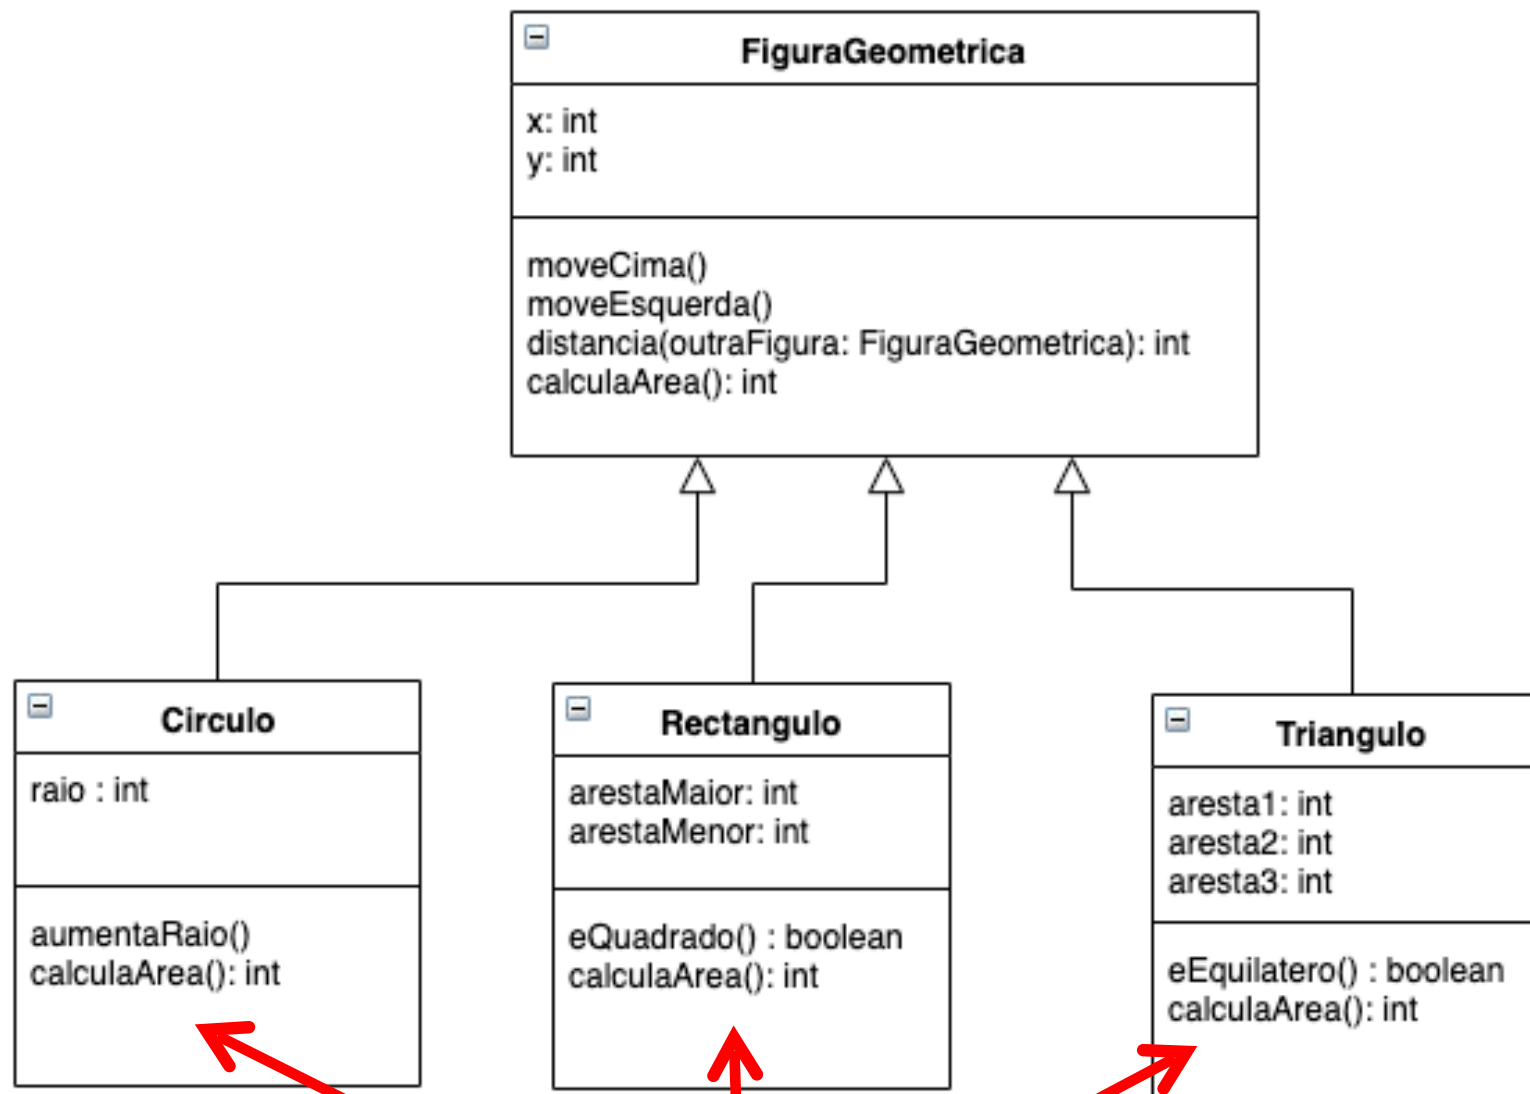 FiguraGeometrica
x: int
y: int
moveCima()
moveEsquerda()
distancia(outraFigura: FiguraGeometrica): int
calculaArea(): int
Circulo
raio : int
aumentaRaio()
calculaArea(): int
Rectangulo
arestaMaior: int
arestaMenor: int
eQuadrado() : boolean
calculaArea(): int
Triangulo
aresta1: int
aresta2: int
aresta3: int
eEquilatero() : boolean
calculaArea(): int